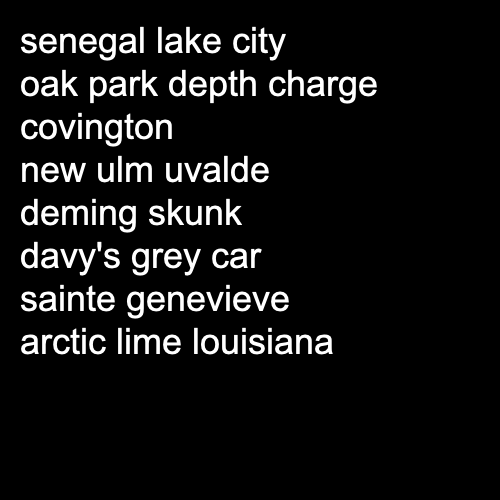 senegal lake city
oak park depth charge
covington
new ulm uvalde
deming skunk
davy's grey car
sainte genevieve
arctic lime louisiana